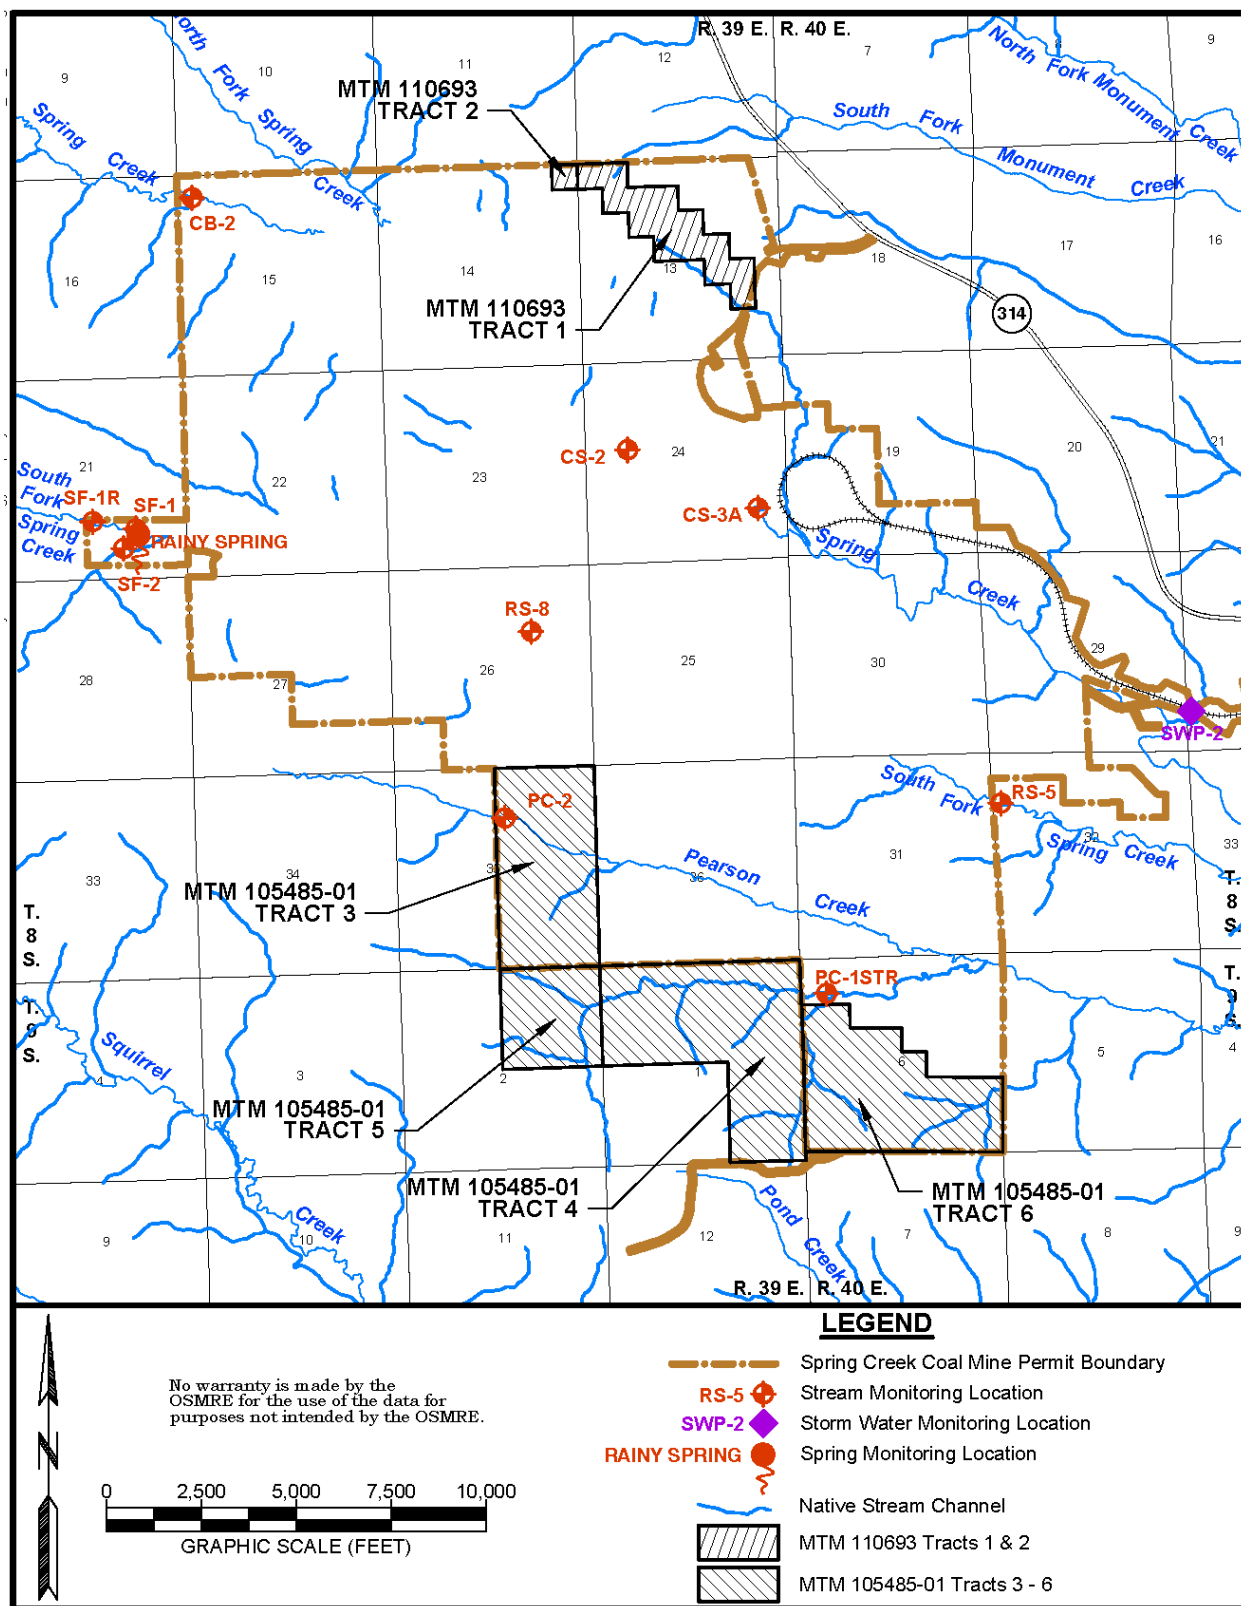 R. 39 E. R. 40 E.
9
10
11
12
7
8
9
North Fork Spring Creek
Spring Creek
MTM 110693
TRACT 2
South Fork Monument Creek
North Fork Monument Creek
CB-2
16
15
14
13
18
17
16
MTM 110693
TRACT 1
314
21
22
23
CS-2
24
19
20
21
South Fork Spring Creek
SF-1R
SF-1
RAINY SPRING
SF-2
CS-3A
Spring Creek
RS-8
28
27
26
25
30
29
SWP-2
South Fork Spring Creek
RS-5
PC-2
33
34
35
36
31
32
33
Pearson Creek
MTM 105485-01
TRACT 3
T.
8
S.
T.
8
S.
T.
9
S.
T.
9
S.
PC-1STR
Squirrel Creek
4
3
2
1
6
5
4
MTM 105485-01
TRACT 5
MTM 105485-01
TRACT 4
MTM 105485-01
TRACT 6
Pond Creek
9
10
11
12
7
8
9
R. 39 E. R. 40 E.
LEGEND
Spring Creek Coal Mine Permit Boundary
RS-5 Stream Monitoring Location
SWP-2 Storm Water Monitoring Location
RAINY SPRING Spring Monitoring Location
Native Stream Channel
MTM 110693 Tracts 1 & 2
MTM 105485-01 Tracts 3 - 6
N
No warranty is made by the
OSMRE for the use of the data for
purposes not intended by the OSMRE.
0 2,500 5,000 7,500 10,000
GRAPHIC SCALE (FEET)